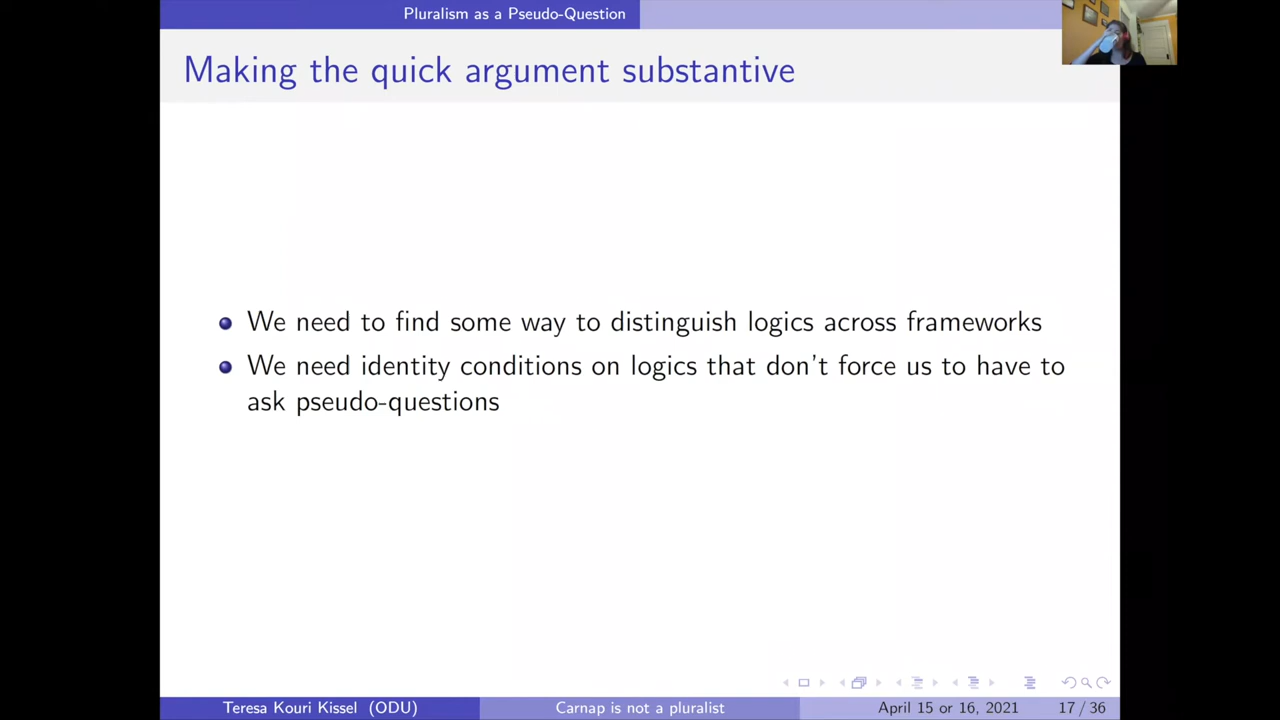 Pluralism as a Pseudo-Question
Making the quick argument substantive
We need to find some way to distinguish logics across frameworks
We need identity conditions on logics that don't force us to have to
ask pseudo-questions
Teresa Kouri Kissel (ODU)
Carnap is not a pluralist
April 15 or 16, 2021
17 / 36